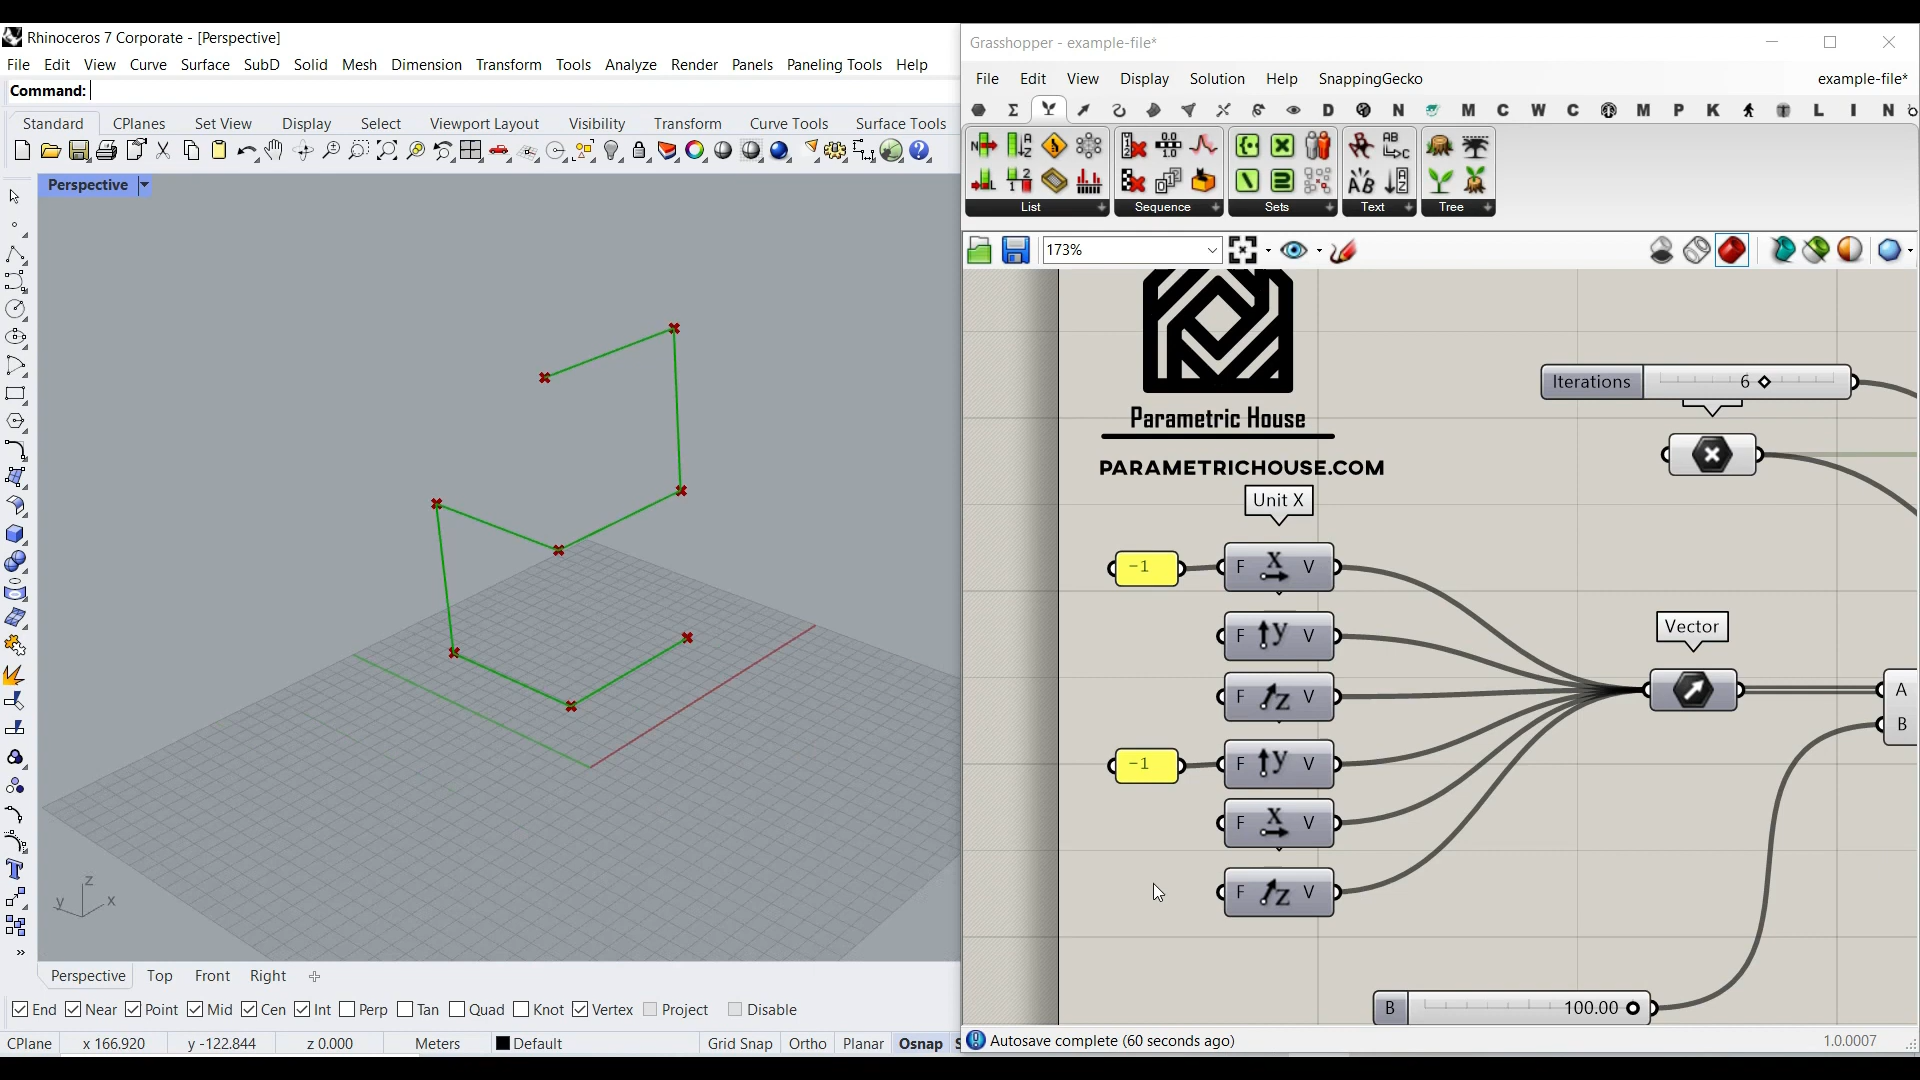 Rhinoceros 7 Corporate - [Perspective]
File Edit View Curve Surface SubD Solid Mesh Dimension Transform Tools Analyze Render Panels Paneling Tools Help
Command:
Standard CPlanes Set View Display Select Viewport Layout Visibility Transform Curve Tools Surface Tools
Perspective
z
y x
Perspective Top Front Right
End Near Point Mid Cen Int Perp Tan Quad Knot Vertex Project Disable
CPlane x 166.920 y -122.844 z 0.000 Meters Default Grid Snap Ortho Planar Osnap
Grasshopper - example-file*
File Edit View Display Solution Help SnappingGecko example-file*
D N M C W C M P K L I N
List Sequence Sets Text Tree
173%
Parametric House
PARAMETRICHOUSE.COM
Iterations 6
Unit X
-1 F X V
F y V
Vector
F Z V
A
B
-1 F y V
F X V
F Z V
B 100.00
Autosave complete (60 seconds ago) 1.0.0007